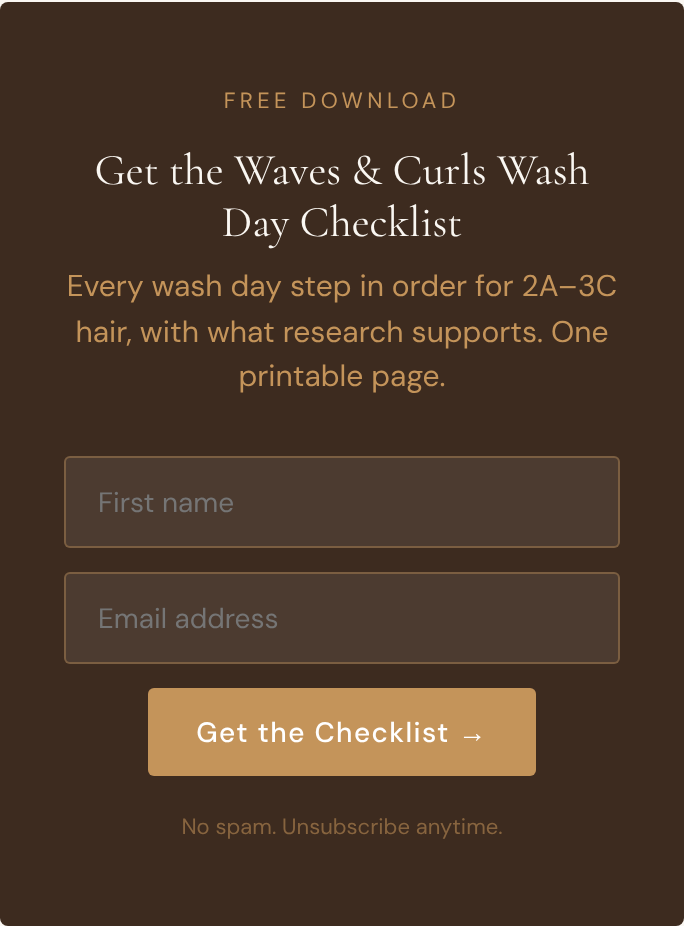 FREE DOWNLOAD
Get the Waves & Curls Wash
Day Checklist
Every wash day step in order for 2A–3C
hair, with what research supports. One
printable page.
First name
Email address
Get the Checklist →
No spam. Unsubscribe anytime.